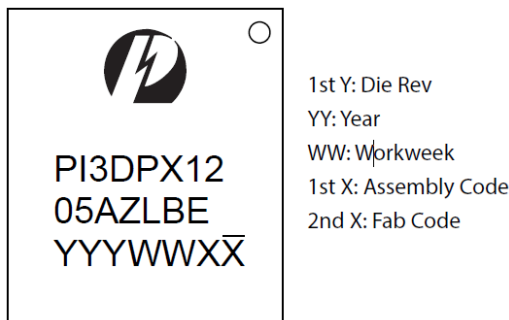 PI3DPX12
05AZLBE
YYYWWXX̅
1st Y: Die Rev
YY: Year
WW: Workweek
1st X: Assembly Code
2nd X: Fab Code